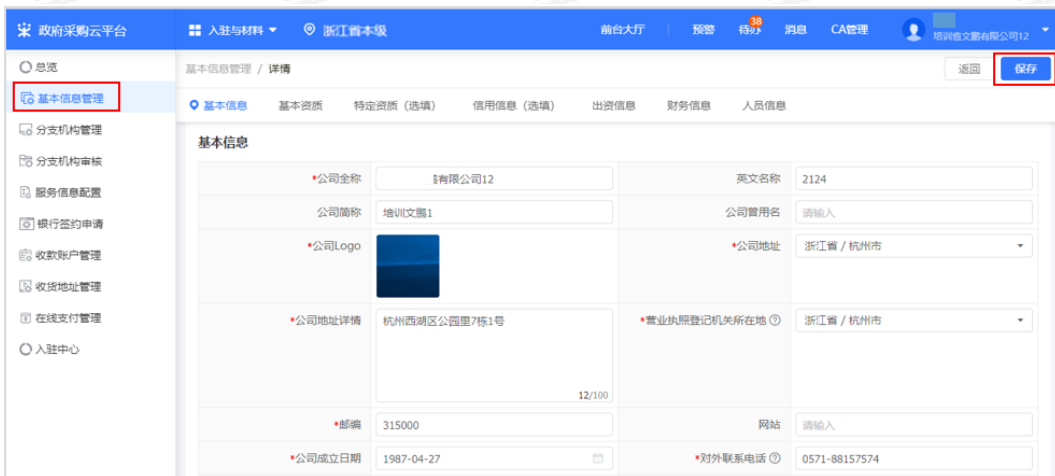 政府采购云平台 入驻与材料 浙江省本级 前台大厅 预警 待办 38 消息 CA管理 培训省文鹏有限公司12
总览
基本信息管理
分支机构管理
分支机构审核
服务信息配置
银行签约申请
收款账户管理
收货地址管理
在线支付管理
入驻中心
基本信息管理 / 详情 返回 保存
基本信息 基本资质 特定资质（选填） 信用信息（选填） 出资信息 财务信息 人员信息
基本信息
*公司全称 有限公司12 英文名称 2124
公司简称 培训文鹏1 公司曾用名 请输入
*公司Logo *公司地址 浙江省 / 杭州市
*公司地址详情 杭州西湖区公园里7栋1号 *营业执照登记机关所在地 浙江省 / 杭州市
12/100
*邮编 315000 网站 请输入
*公司成立日期 1987-04-27 *对外联系电话 0571-88157574